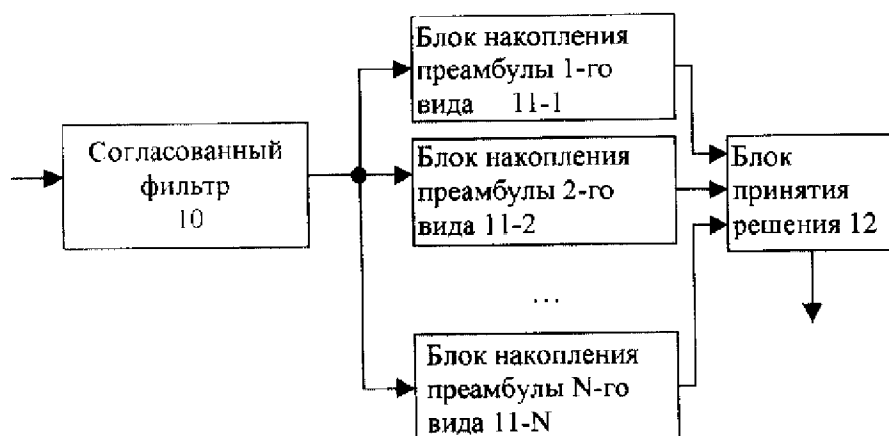 Блок накопления
преамбулы 1-го
вида 11-1
Согласованный
фильтр
10
Блок накопления
преамбулы 2-го
вида 11-2
Блок
принятия
решения 12
...
Блок накопления
преамбулы N-го
вида 11-N